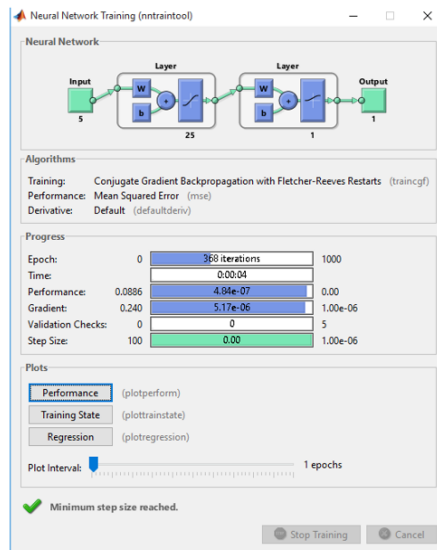 Neural Network Training (nntraintool)
Neural Network
Layer Layer
Input Output
W W
b b
5 1
25 1
Algorithms
Training: Conjugate Gradient Backpropagation with Fletcher-Reeves Restarts (traincgf)
Performance: Mean Squared Error (mse)
Derivative: Default (defaultderiv)
Progress
Epoch: 0 368 iterations 1000
Time: 0:00:04
Performance: 0.0886 4.84e-07 0.00
Gradient: 0.240 5.17e-06 1.00e-06
Validation Checks: 0 0 5
Step Size: 100 0.00 1.00e-06
Plots
Performance (plotperform)
Training State (plottrainstate)
Regression (plotregression)
Plot Interval: 1 epochs
Minimum step size reached.
Stop Training Cancel